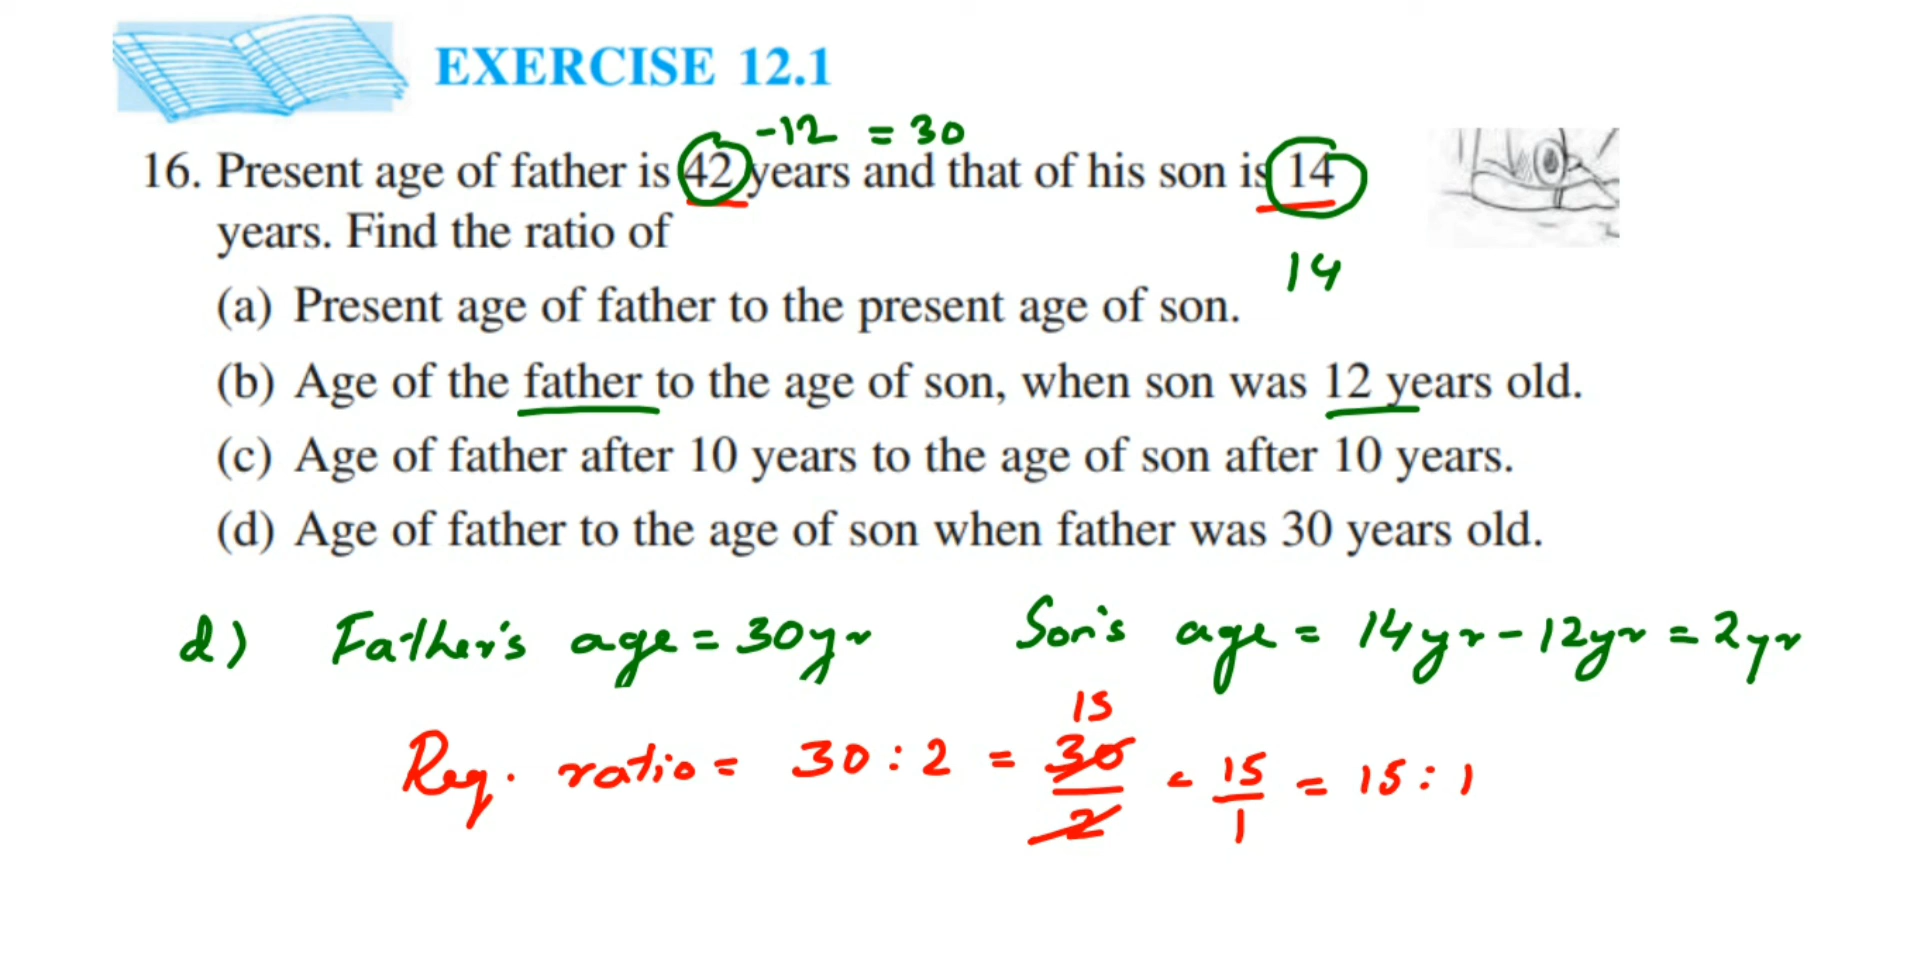 EXERCISE 12.1
-12 = 30
16. Present age of father is 42 years and that of his son is 14
years. Find the ratio of
14
(a) Present age of father to the present age of son.
(b) Age of the father to the age of son, when son was 12 years old.
(c) Age of father after 10 years to the age of son after 10 years.
(d) Age of father to the age of son when father was 30 years old.
d) Father's age = 30yr Son's age = 14yr - 12yr = 2yr
15
Req. ratio = 30 : 2 = 30/2 = 15/1 = 15 : 1